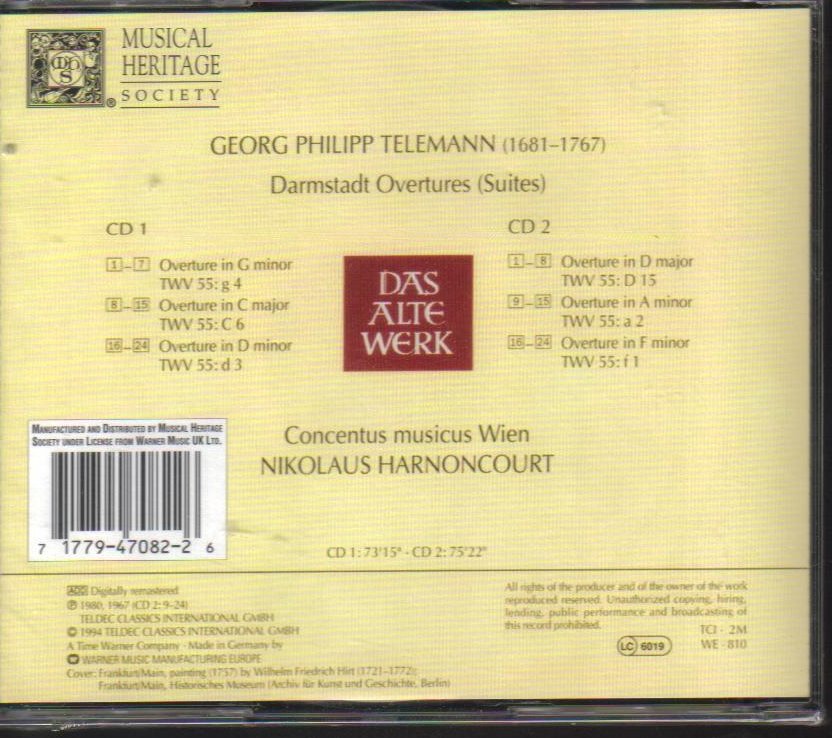 MUSICAL
HERITAGE
SOCIETY
GEORG PHILIPP TELEMANN (1681–1767)
Darmstadt Overtures (Suites)
CD 1
1–7 Overture in G minor
TWV 55: g 4
8–15 Overture in C major
TWV 55: C 6
16–24 Overture in D minor
TWV 55: d 3
DAS
ALTE
WERK
CD 2
1–8 Overture in D major
TWV 55: D 15
9–15 Overture in A minor
TWV 55: a 2
16–24 Overture in F minor
TWV 55: f 1
Concentus musicus Wien
NIKOLAUS HARNONCOURT
MANUFACTURED AND DISTRIBUTED BY MUSICAL HERITAGE
SOCIETY UNDER LICENSE FROM WARNER MUSIC UK LTD.
7 1779-47082-2 6
CD 1: 73'15" · CD 2: 75'22"
ADD Digitally remastered
℗ 1980, 1967 (CD 2: 9–24)
TELDEC CLASSICS INTERNATIONAL GMBH
© 1994 TELDEC CLASSICS INTERNATIONAL GMBH
A Time Warner Company · Made in Germany by
WARNER MUSIC MANUFACTURING EUROPE
Cover: Frankfurt/Main, painting (1757) by Wilhelm Friedrich Hirt (1721–1772);
Frankfurt/Main, Historisches Museum (Archiv für Kunst und Geschichte, Berlin)
All rights of the producer and of the owner of the work
reproduced reserved. Unauthorized copying, hiring,
lending, public performance and broadcasting of
this record prohibited.
TCI · 2M
LC 6019
WE · 810